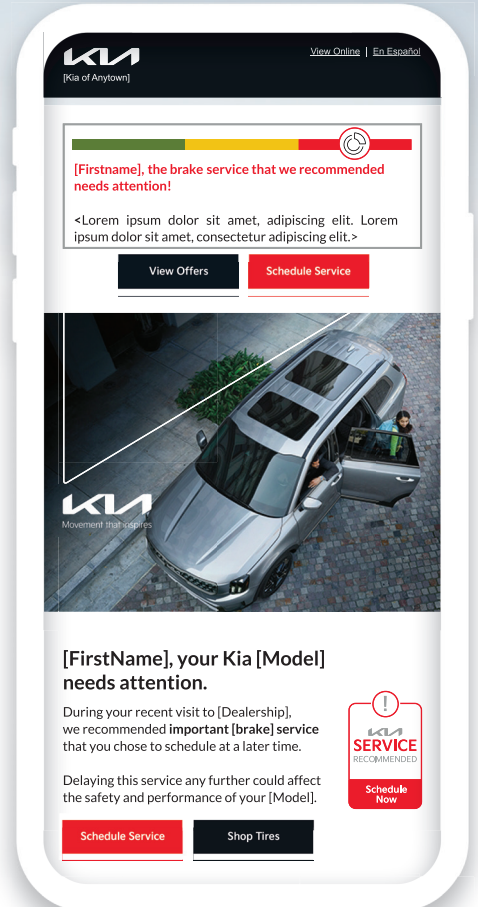 KIA
View Online | En Español
[Kia of Anytown]
[Firstname], the brake service that we recommended
needs attention!
<Lorem ipsum dolor sit amet, adipiscing elit. Lorem
ipsum dolor sit amet, consectetur adipiscing elit.>
View Offers
Schedule Service
KIA
Movement that inspires
[FirstName], your Kia [Model]
needs attention.
During your recent visit to [Dealership],
we recommended important [brake] service
that you chose to schedule at a later time.
Delaying this service any further could affect
the safety and performance of your [Model].
!
KIA
SERVICE
RECOMMENDED
Schedule
Now
Schedule Service
Shop Tires